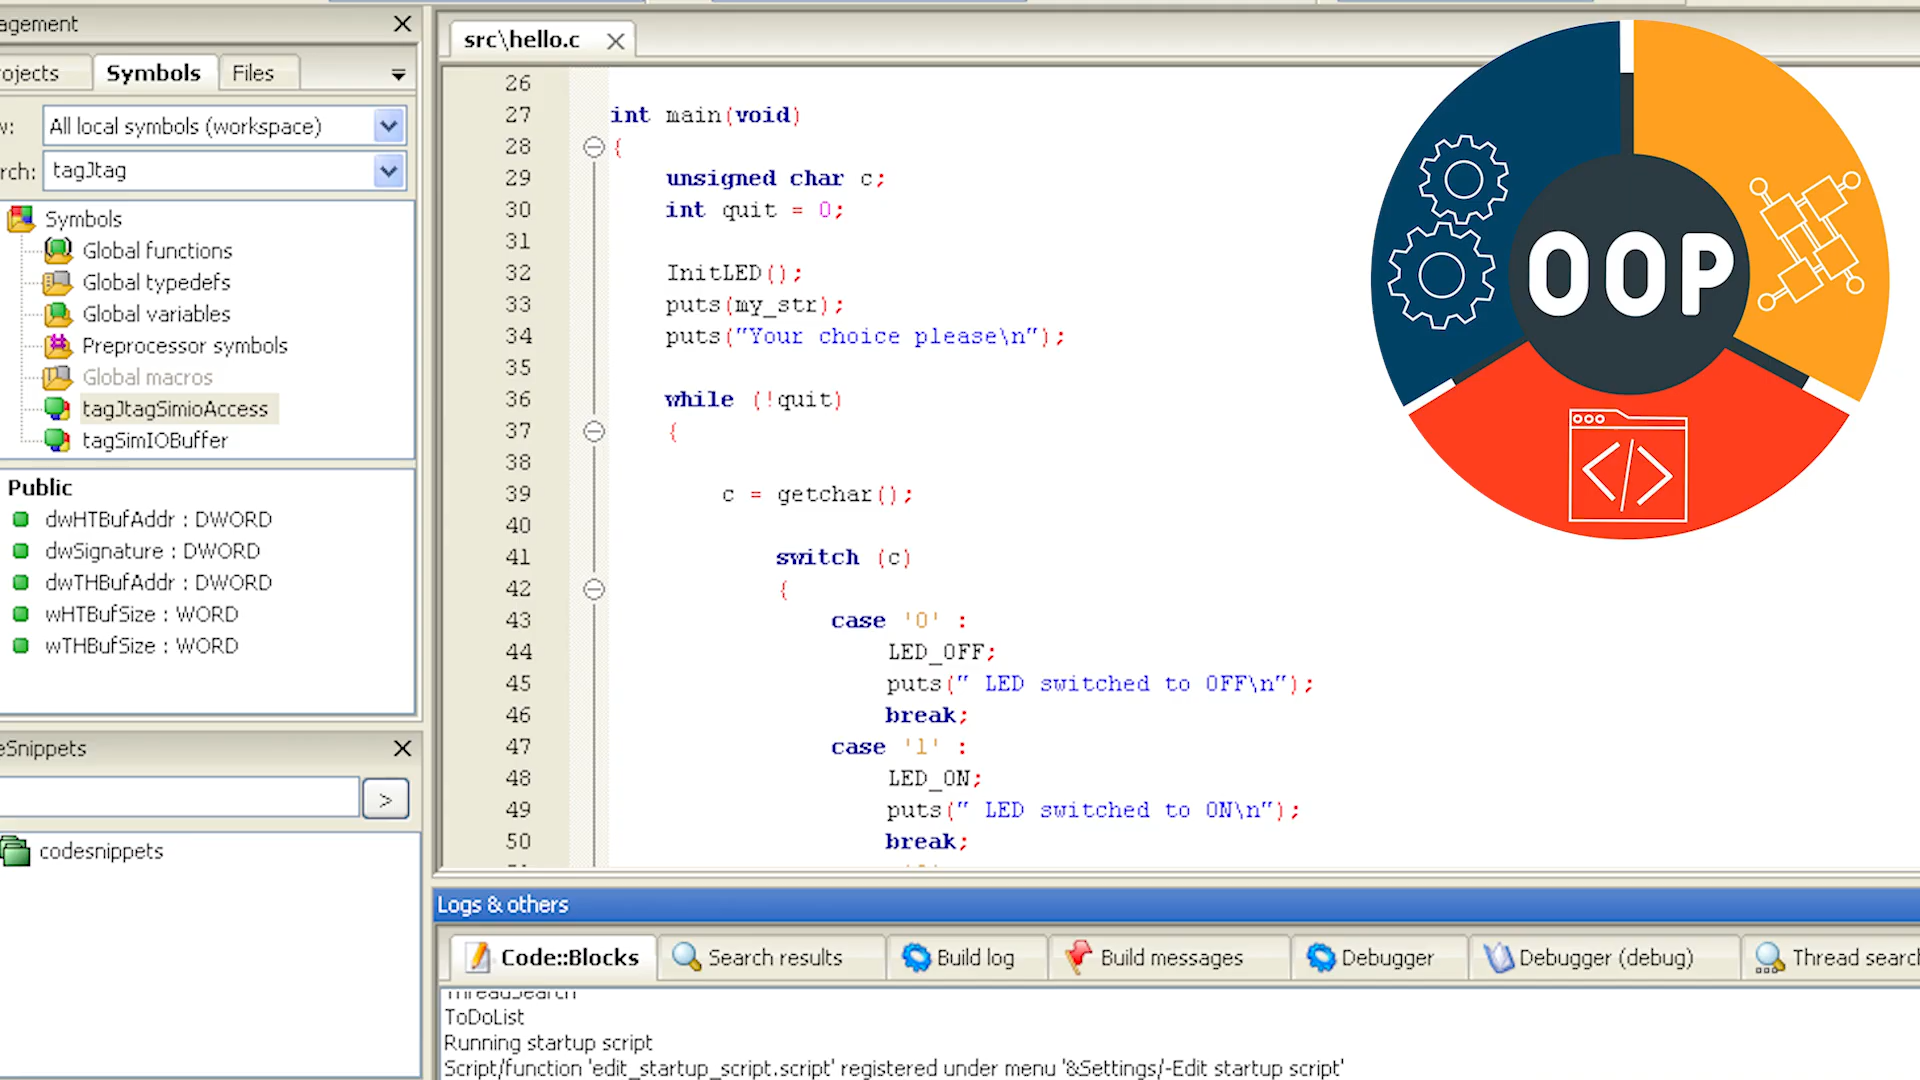 agement
ojects
Symbols
Files
w:
All local symbols (workspace)
rch:
tagJtag
Symbols
Global functions
Global typedefs
Global variables
Preprocessor symbols
Global macros
tagJtagSimioAccess
tagSimIOBuffer
Public
dwHTBufAddr : DWORD
dwSignature : DWORD
dwTHBufAddr : DWORD
wHTBufSize : WORD
wTHBufSize : WORD
eSnippets
>
codesnippets
src\hello.c
26
27 int main(void)
28 {
29 unsigned char c;
30 int quit = 0;
31
32 InitLED();
33 puts(my_str);
34 puts("Your choice please\n");
35
36 while (!quit)
37 {
38
39 c = getchar();
40
41 switch (c)
42 {
43 case '0' :
44 LED_OFF;
45 puts(" LED switched to OFF\n");
46 break;
47 case '1' :
48 LED_ON;
49 puts(" LED switched to ON\n");
50 break;
OOP
</>
Logs & others
Code::Blocks
Search results
Build log
Build messages
Debugger
Debugger (debug)
Thread search
ThreadSearch
ToDoList
Running startup script
Script/function 'edit_startup_script.script' registered under menu '&Settings/-Edit startup script'